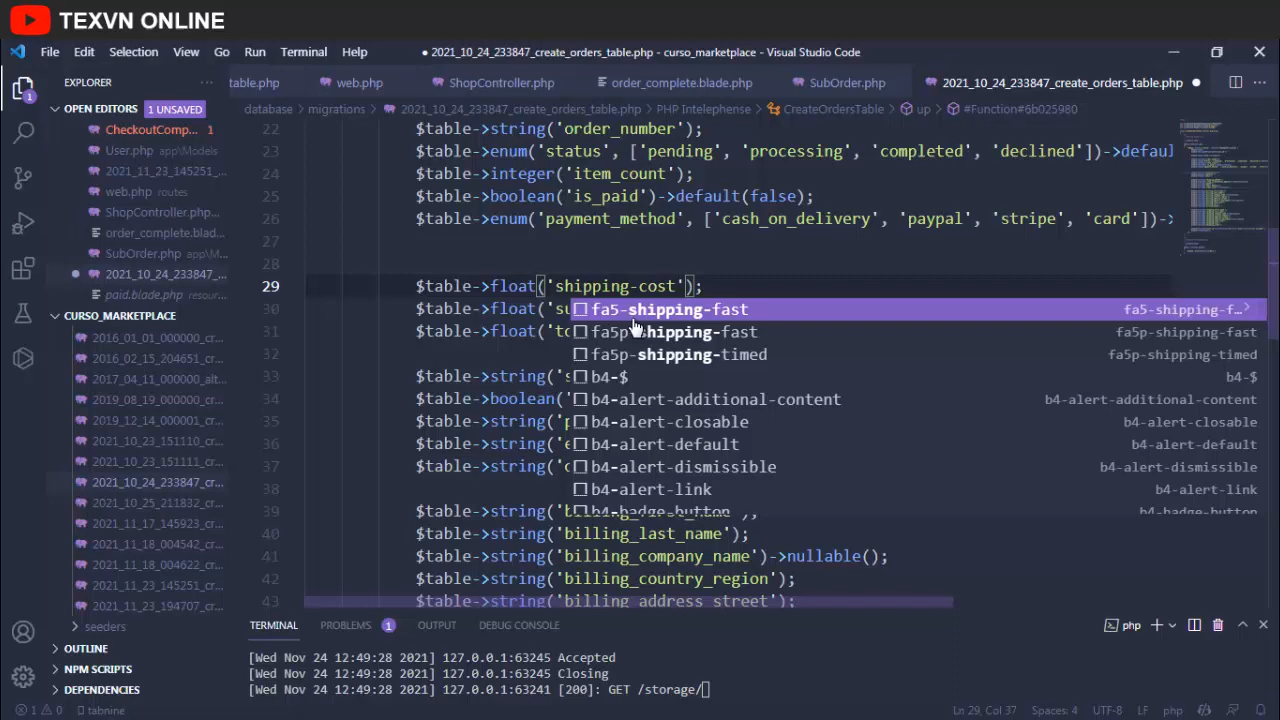 TEXVN ONLINE
File Edit Selection View Go Run Terminal Help ● 2021_10_24_233847_create_orders_table.php - curso_marketplace - Visual Studio Code
EXPLORER ··· table.php web.php ShopController.php order_complete.blade.php SubOrder.php 2021_10_24_233847_create_orders_table.php ● ···
OPEN EDITORS 1 UNSAVED database > migrations > 2021_10_24_233847_create_orders_table.php > PHP Intelephense > CreateOrdersTable > up > #Function#6b025980
CheckoutComp... 1
User.php app\Models
2021_11_23_145251_...
web.php routes
ShopController.php...
order_complete.blad...
SubOrder.php app\M...
2021_10_24_233847_...
paid.blade.php resour...
CURSO_MARKETPLACE
2016_01_01_000000_...
2016_02_15_204651_cr...
2017_04_11_000000_alt...
2019_08_19_000000_cr...
2019_12_14_000001_cr...
2021_10_23_151110_cr...
2021_10_23_151111_cr...
2021_10_24_233847_cr...
2021_10_25_211832_cr...
2021_11_17_145923_cr...
2021_11_18_004542_cr...
2021_11_18_004622_cr...
2021_11_23_145251_cr...
2021_11_23_194707_cr...
seeders
OUTLINE
NPM SCRIPTS
DEPENDENCIES
22 $table->string('order_number');
23 $table->enum('status', ['pending', 'processing', 'completed', 'declined'])->defau
24 $table->integer('item_count');
25 $table->boolean('is_paid')->default(false);
26 $table->enum('payment_method', ['cash_on_delivery', 'paypal', 'stripe', 'card'])->
27
28
29 $table->float('shipping-cost');
30 $table->float('su
31 $table->float('to
32
33 $table->string('s
34 $table->boolean('
35 $table->string('p
36 $table->string('e
37 $table->string('c
38
39 $table->string('
40 $table->string('billing_last_name');
41 $table->string('billing_company_name')->nullable();
42 $table->string('billing_country_region');
43 $table->string('billing_address_street');
fa5-shipping-fast fa5-shipping-f...
fa5p-shipping-fast fa5p-shipping-fast
fa5p-shipping-timed fa5p-shipping-timed
b4-$ b4-$
b4-alert-additional-content b4-alert-additional-content
b4-alert-closable b4-alert-closable
b4-alert-default b4-alert-default
b4-alert-dismissible b4-alert-dismissible
b4-alert-link b4-alert-link
b4-badge-button b4-badge-button
TERMINAL PROBLEMS 1 OUTPUT DEBUG CONSOLE php
[Wed Nov 24 12:49:28 2021] 127.0.0.1:63245 Accepted
[Wed Nov 24 12:49:28 2021] 127.0.0.1:63245 Closing
[Wed Nov 24 12:49:28 2021] 127.0.0.1:63241 [200]: GET /storage/
1 0 tabnine Ln 29, Col 37 Spaces: 4 UTF-8 LF php